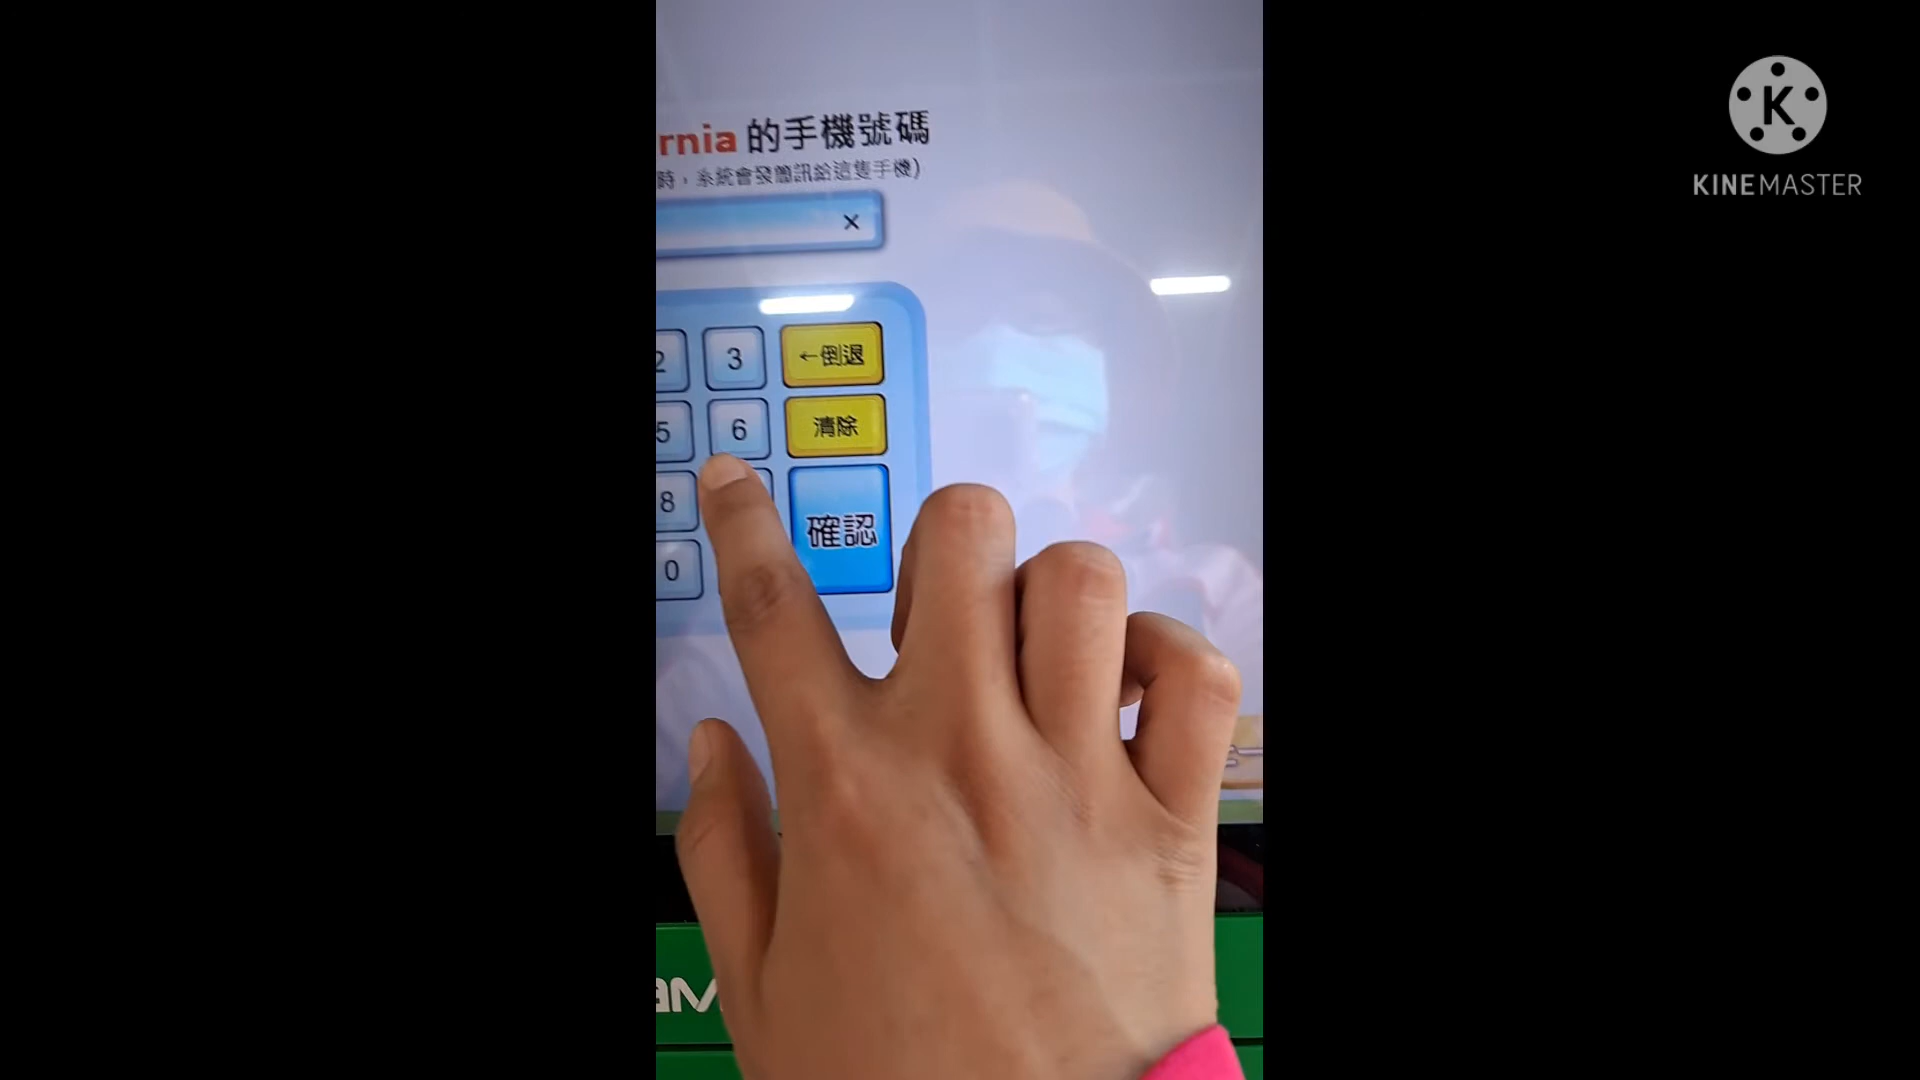 rnia 的手機號碼
時，系統會發簡訊給這隻手機)
×
2 3 ←倒退
5 6 清除
8 確認
0
K
KINEMASTER